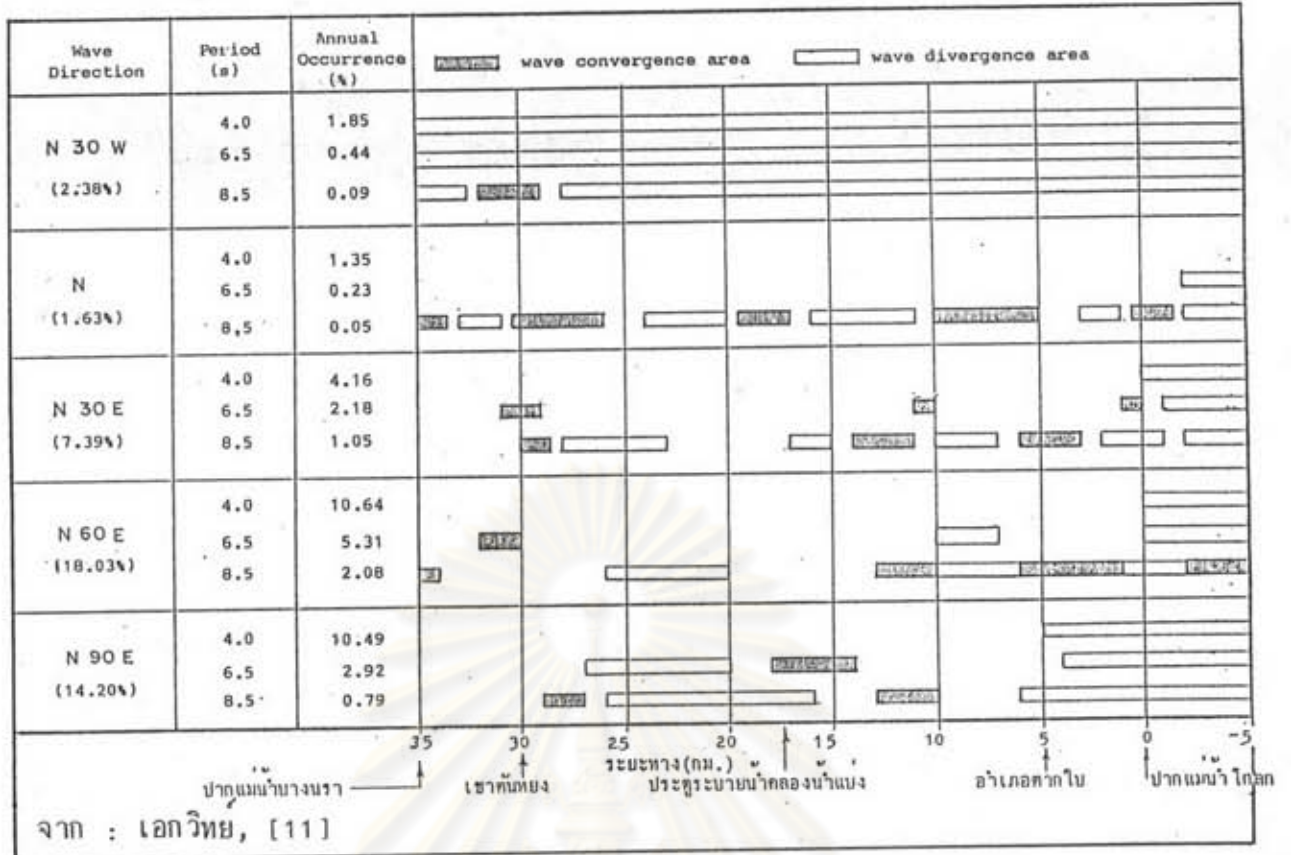 Wave Direction
Period (s)
Annual Occurrence (%)
wave convergence area
wave divergence area
N 30 W
(2.38%)
4.0 1.85
6.5 0.44
8.5 0.09
N
(1.63%)
4.0 1.35
6.5 0.23
8,5 0.05
N 30 E
(7.39%)
4.0 4.16
6.5 2.18
8.5 1.05
N 60 E
(18.03%)
4.0 10.64
6.5 5.31
8.5 2.08
N 90 E
(14.20%)
4.0 10.49
6.5 2.92
8.5 0.79
35 30 25 20 15 10 5 0 -5
ระยะทาง(กม.)
ปากแม่น้ำบางนรา
เขาตันหยง
ประตูระบายน้ำคลองน้ำแบ่ง
อำเภอตากใบ
ปากแม่น้ำโกลก
จาก : เอกวิทย์, [11]